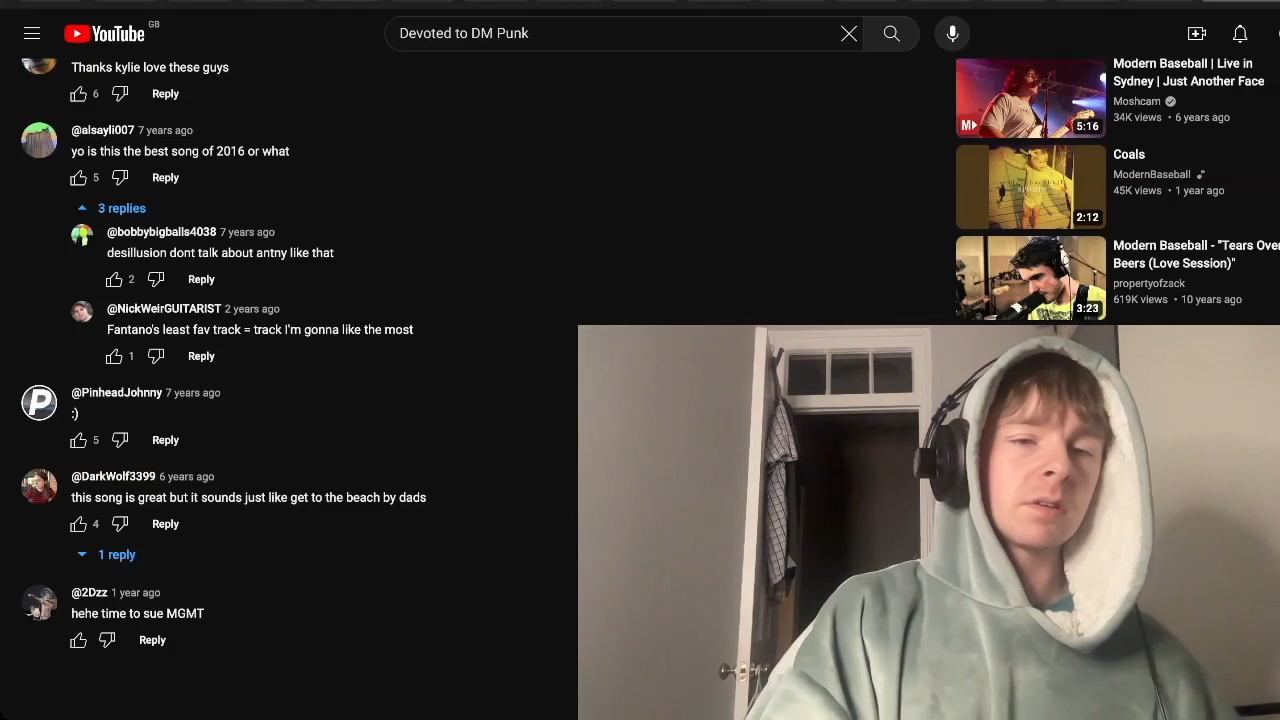 YouTube GB
Devoted to DM Punk
Thanks kylie love these guys
6 Reply
@alsayli007 7 years ago
yo is this the best song of 2016 or what
5 Reply
3 replies
@bobbybigballs4038 7 years ago
desillusion dont talk about antny like that
2 Reply
@NickWeirGUITARIST 2 years ago
Fantano's least fav track = track I'm gonna like the most
1 Reply
@PinheadJohnny 7 years ago
:)
5 Reply
@DarkWolf3399 6 years ago
this song is great but it sounds just like get to the beach by dads
4 Reply
1 reply
@2Dzz 1 year ago
hehe time to sue MGMT
Reply
P
Modern Baseball | Live in
Sydney | Just Another Face
Moshcam
34K views • 6 years ago
M
5:16
Coals
ModernBaseball
45K views • 1 year ago
SPORTS
2:12
Modern Baseball - "Tears Over
Beers (Love Session)"
propertyofzack
619K views • 10 years ago
3:23